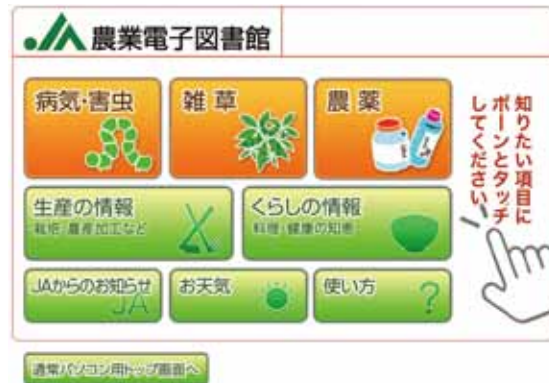 JA 農業電子図書館
病気・害虫
雑草
農薬
知りたい項目に
ポーンとタッチ
してください。
生産の情報
栽培・農産加工など
くらしの情報
料理・健康の知恵
JAからのお知らせ
JA
お天気
使い方
?
通常パソコン用トップ画面へ